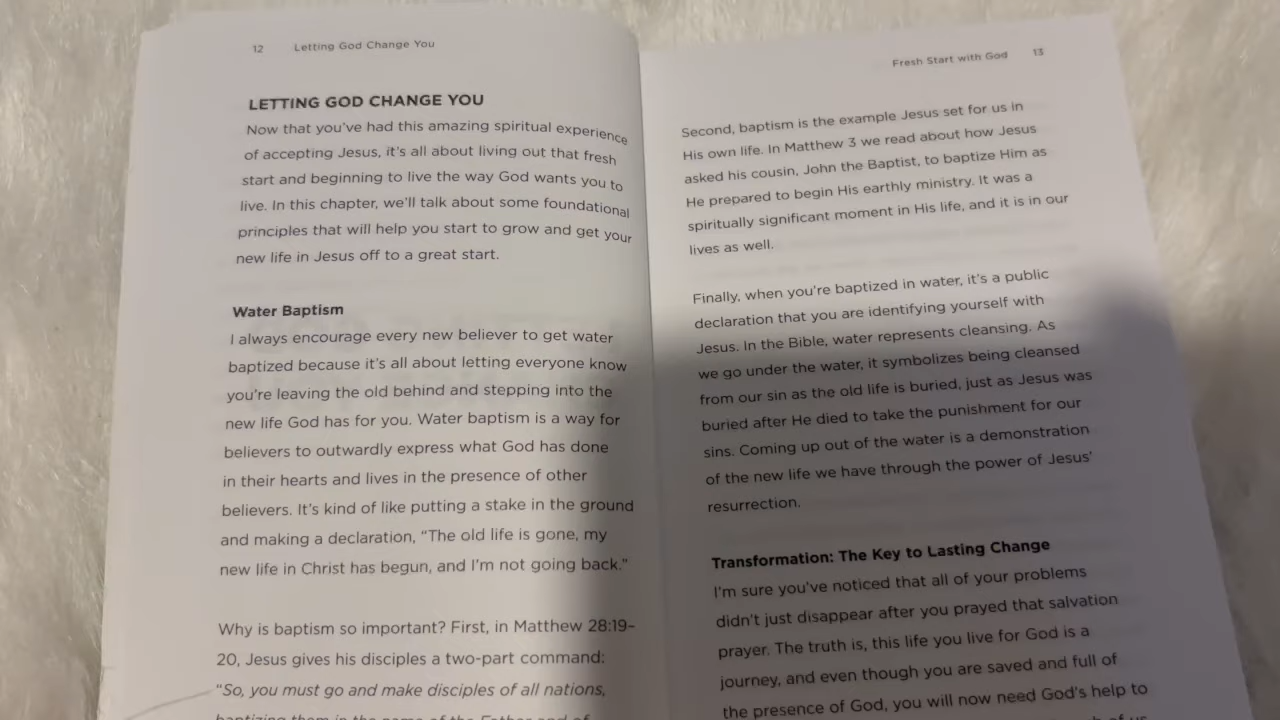 12 Letting God Change You
LETTING GOD CHANGE YOU
Now that you've had this amazing spiritual experience
of accepting Jesus, it's all about living out that fresh
start and beginning to live the way God wants you to
live. In this chapter, we'll talk about some foundational
principles that will help you start to grow and get your
new life in Jesus off to a great start.
Water Baptism
I always encourage every new believer to get water
baptized because it's all about letting everyone know
you're leaving the old behind and stepping into the
new life God has for you. Water baptism is a way for
believers to outwardly express what God has done
in their hearts and lives in the presence of other
believers. It's kind of like putting a stake in the ground
and making a declaration, “The old life is gone, my
new life in Christ has begun, and I'm not going back.”
Why is baptism so important? First, in Matthew 28:19–
20, Jesus gives his disciples a two-part command:
“So, you must go and make disciples of all nations,
baptizing them in the name of the Father and of
Fresh Start with God 13
Second, baptism is the example Jesus set for us in
His own life. In Matthew 3 we read about how Jesus
asked his cousin, John the Baptist, to baptize Him as
He prepared to begin His earthly ministry. It was a
spiritually significant moment in His life, and it is in our
lives as well.
Finally, when you're baptized in water, it's a public
declaration that you are identifying yourself with
Jesus. In the Bible, water represents cleansing. As
we go under the water, it symbolizes being cleansed
from our sin as the old life is buried, just as Jesus was
buried after He died to take the punishment for our
sins. Coming up out of the water is a demonstration
of the new life we have through the power of Jesus'
resurrection.
Transformation: The Key to Lasting Change
I'm sure you've noticed that all of your problems
didn't just disappear after you prayed that salvation
prayer. The truth is, this life you live for God is a
journey, and even though you are saved and full of
the presence of God, you will now need God's help to
of us